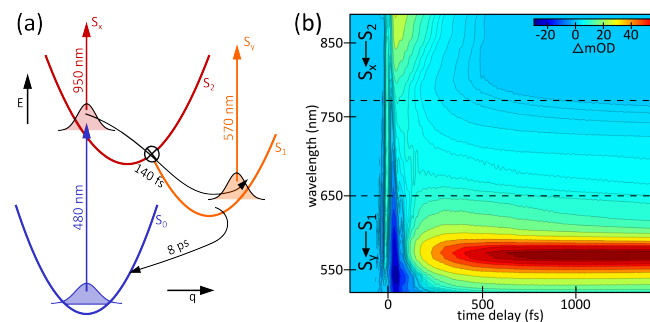 (a)
Sx
Sγ
950 nm
S2
E
570 nm
S1
140 fs
480 nm
S0
8 ps
q
(b)
S2
Sx
-20 0 20 40
ΔmOD
850
750
650
550
wavelength (nm)
S1
Sy
0 500 1000
time delay (fs)